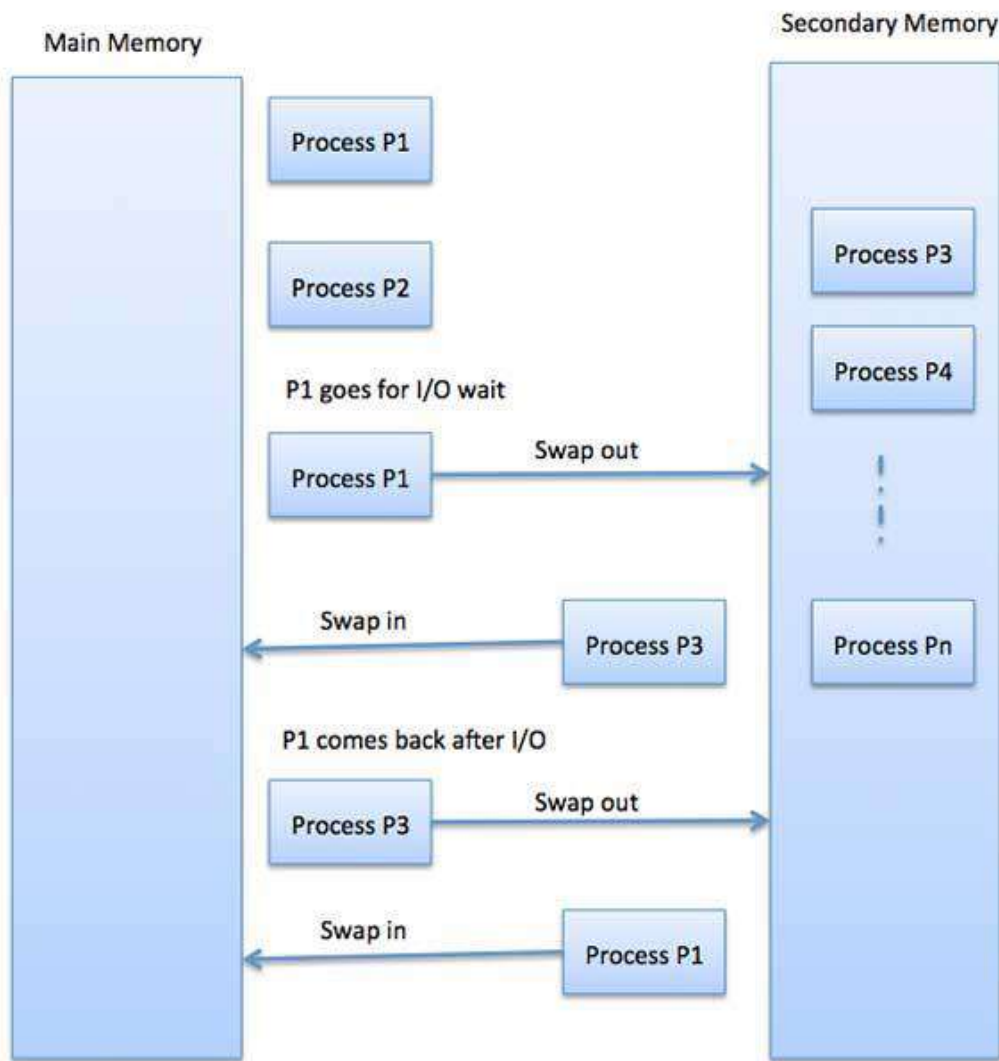 Main Memory
Secondary Memory
Process P1
Process P3
Process P2
Process P4
P1 goes for I/O wait
Process P1
Swap out
Swap in
Process P3
Process Pn
P1 comes back after I/O
Process P3
Swap out
Swap in
Process P1